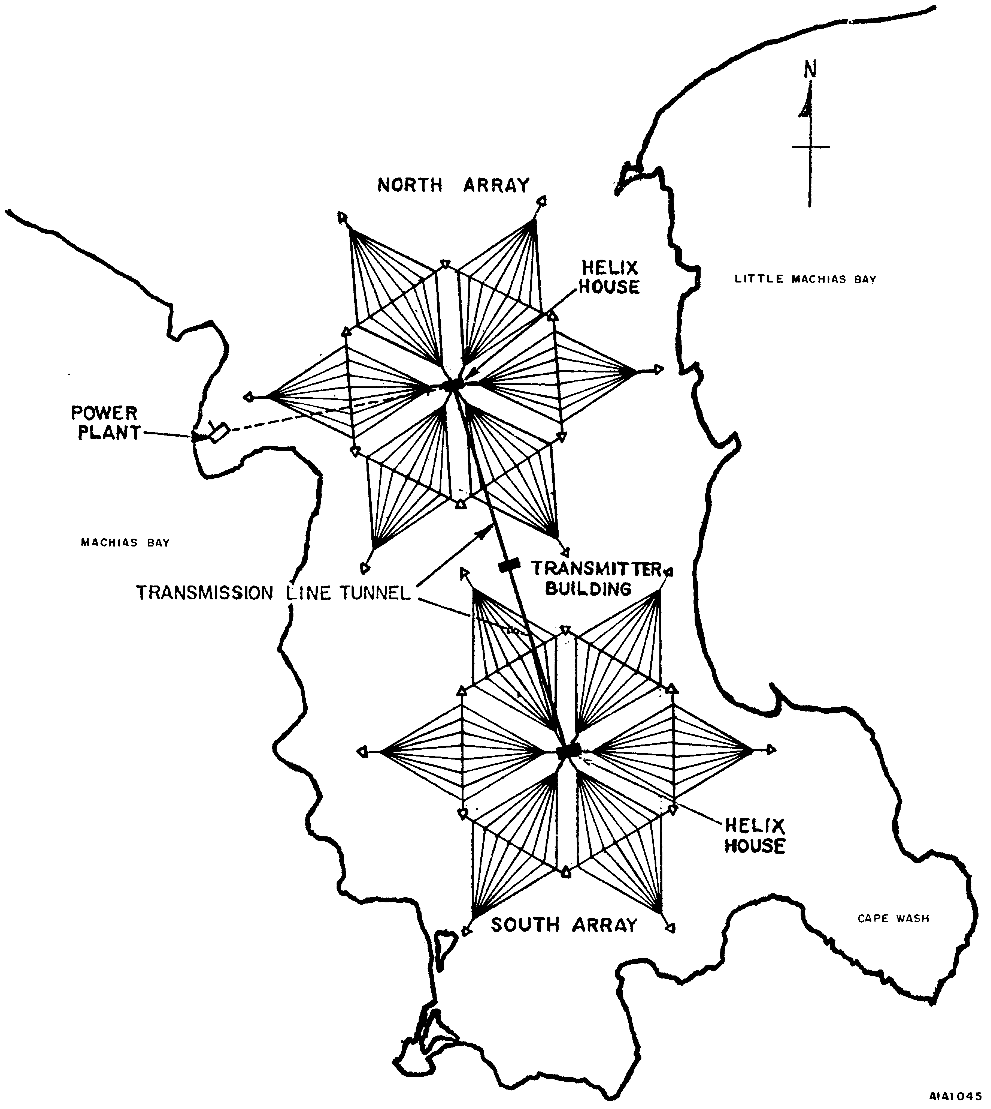 N
NORTH ARRAY
HELIX
HOUSE
LITTLE MACHIAS BAY
POWER
PLANT
MACHIAS BAY
TRANSMITTER
BUILDING
TRANSMISSION LINE TUNNEL
HELIX
HOUSE
CAPE WASH
SOUTH ARRAY